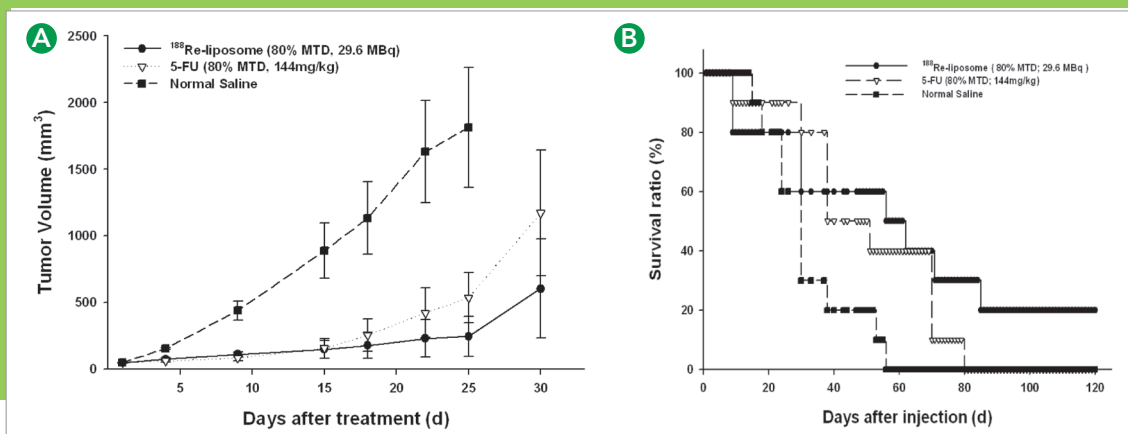 A
2500
2000
1500
1000
500
0
Tumor Volume (mm³)
¹⁸⁸Re-liposome (80% MTD, 29.6 MBq)
5-FU (80% MTD, 144mg/kg)
Normal Saline
5 10 15 20 25 30
Days after treatment (d)
B
100
80
60
40
20
0
Survival ratio (%)
¹⁸⁸Re-liposome ( 80% MTD; 29.6 MBq )
5-FU (80% MTD; 144mg/kg)
Normal Saline
0 20 40 60 80 100 120
Days after injection (d)